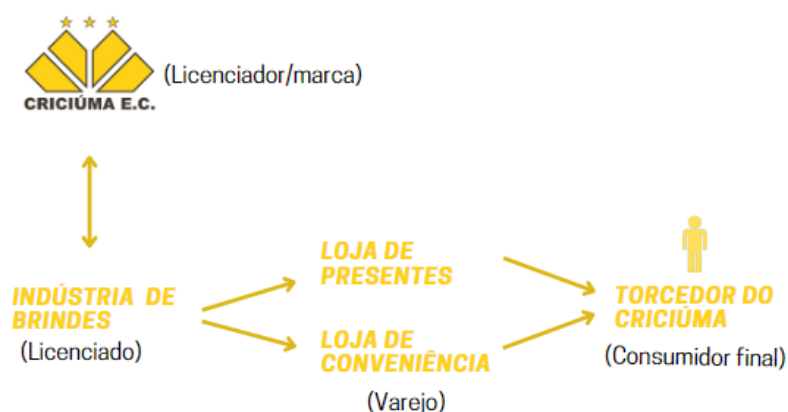 CRICIÚMA E.C.
(Licenciador/marca)
INDÚSTRIA DE
BRINDES
(Licenciado)
LOJA DE
PRESENTES
LOJA DE
CONVENIÊNCIA
(Varejo)
TORCEDOR DO
CRICIÚMA
(Consumidor final)